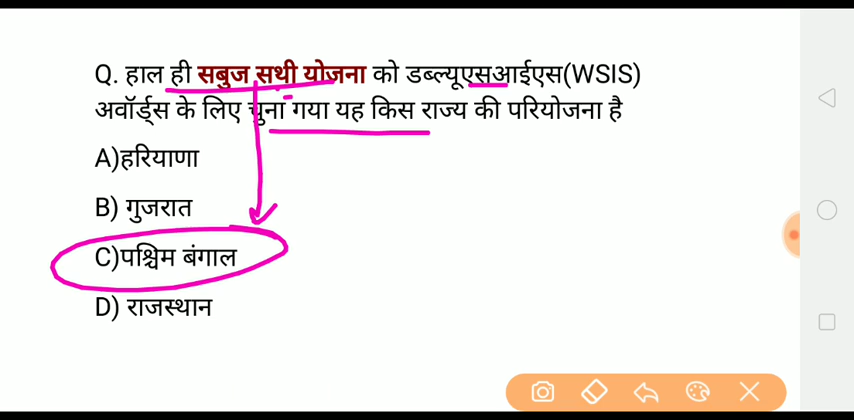 Q. हाल ही सबुज सथी योजना को डब्ल्यूएसआईएस(WSIS)
अवॉर्ड्स के लिए चुना गया यह किस राज्य की परियोजना है
A)हरियाणा
B) गुजरात
C)पश्चिम बंगाल
D) राजस्थान